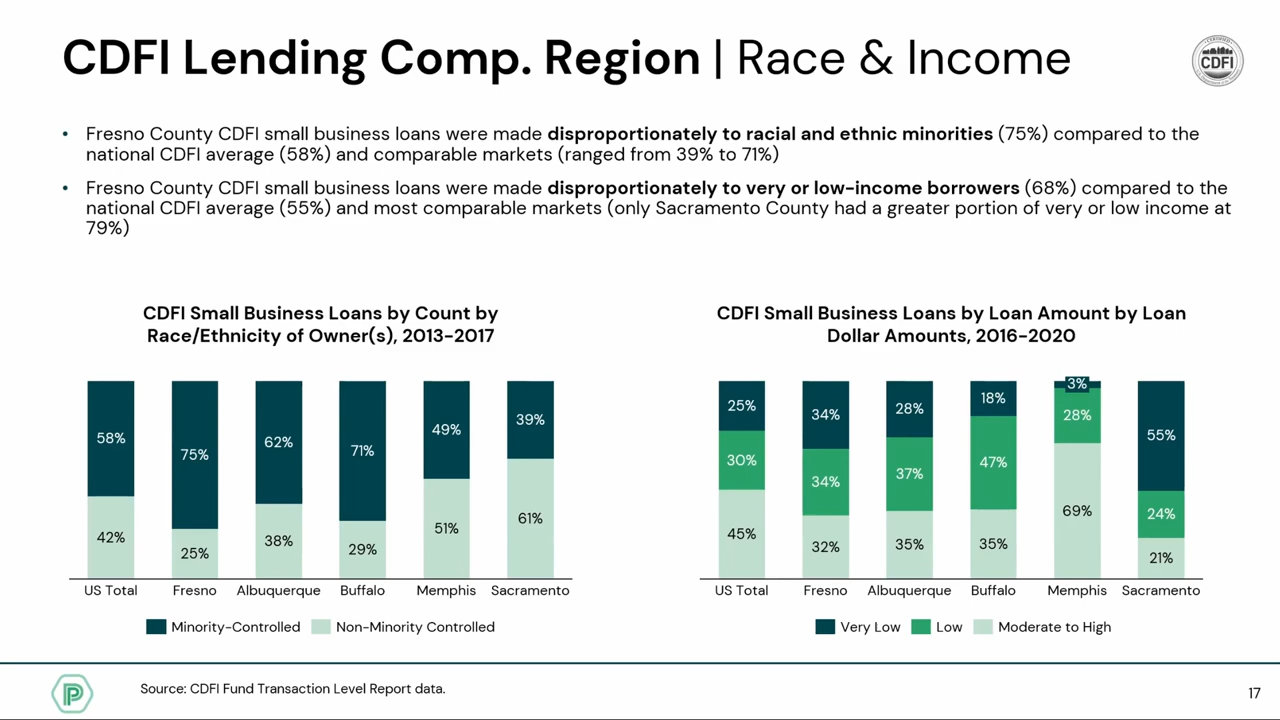 CDFI Lending Comp. Region | Race & Income
CDFI
• Fresno County CDFI small business loans were made disproportionately to racial and ethnic minorities (75%) compared to the
national CDFI average (58%) and comparable markets (ranged from 39% to 71%)
• Fresno County CDFI small business loans were made disproportionately to very or low-income borrowers (68%) compared to the
national CDFI average (55%) and most comparable markets (only Sacramento County had a greater portion of very or low income at
79%)
CDFI Small Business Loans by Count by
Race/Ethnicity of Owner(s), 2013-2017
58% 75% 62% 71% 49% 39%
42% 25% 38% 29% 51% 61%
US Total Fresno Albuquerque Buffalo Memphis Sacramento
Minority-Controlled Non-Minority Controlled
CDFI Small Business Loans by Loan Amount by Loan
Dollar Amounts, 2016-2020
25% 34% 28% 18% 3% 55%
30% 34% 37% 47% 28% 24%
45% 32% 35% 35% 69% 21%
US Total Fresno Albuquerque Buffalo Memphis Sacramento
Very Low Low Moderate to High
Source: CDFI Fund Transaction Level Report data.
17